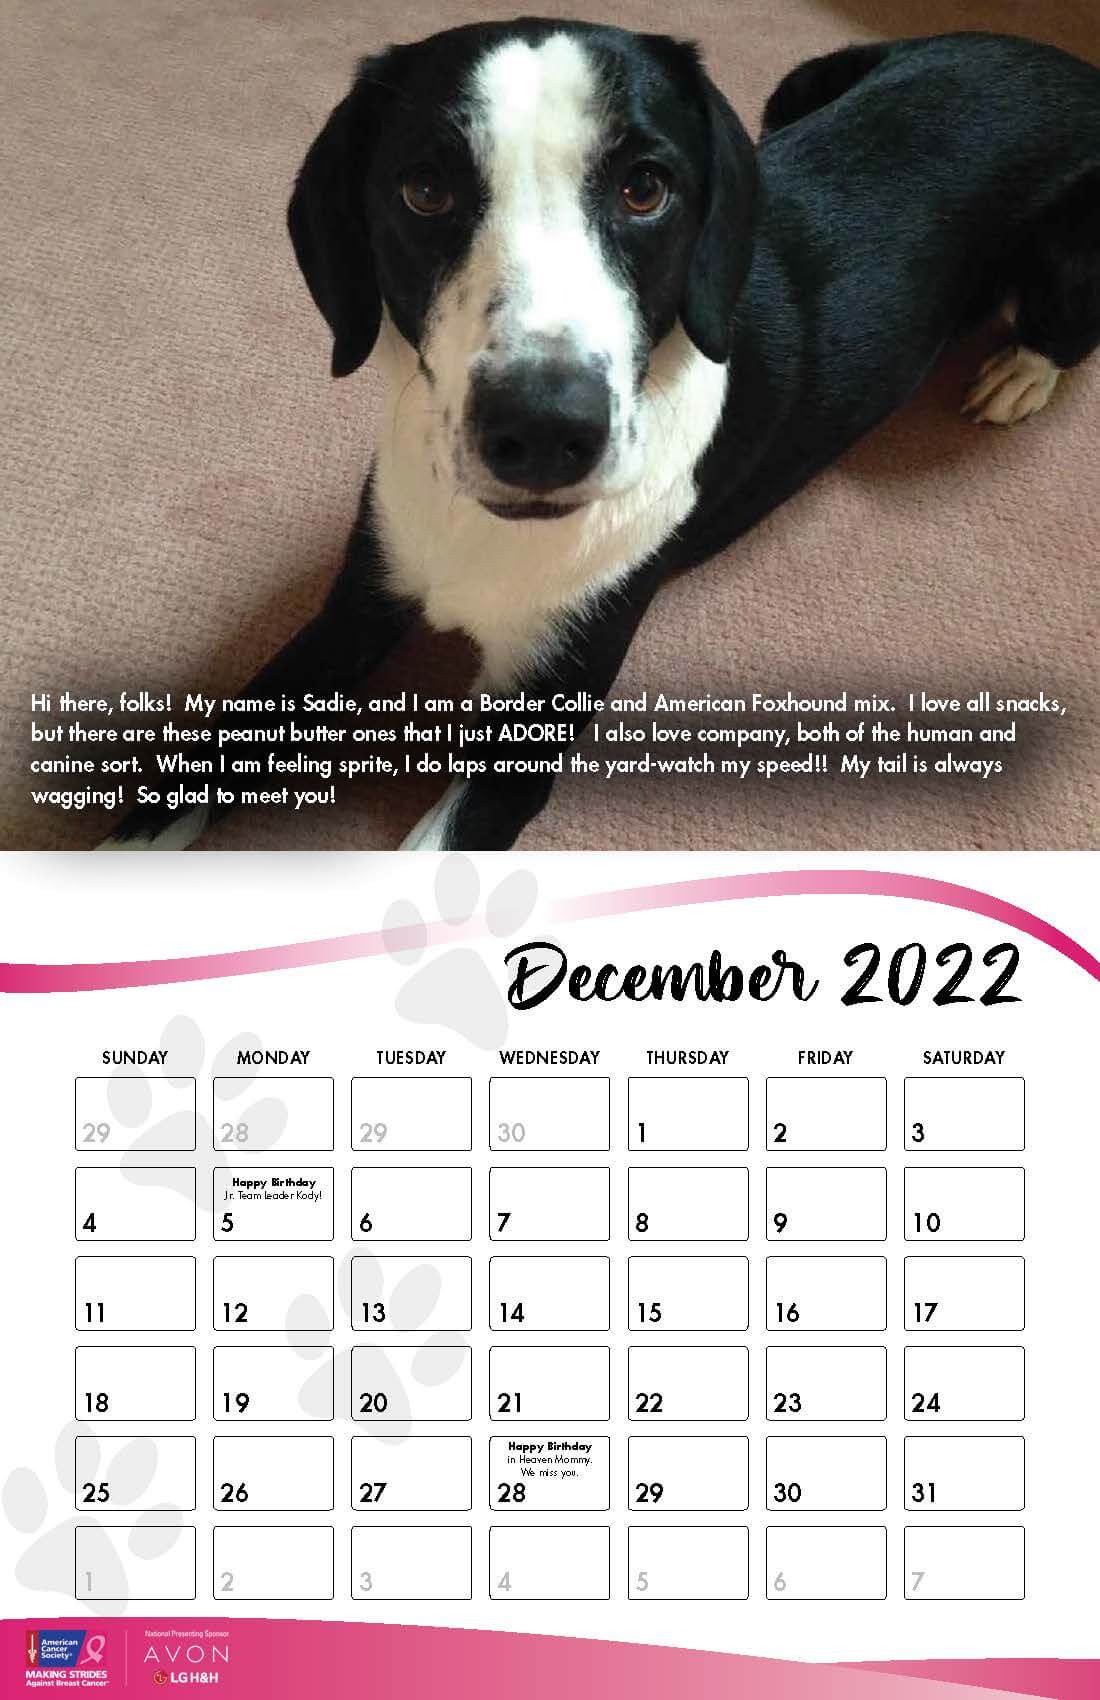 Hi there, folks!  My name is Sadie, and I am a Border Collie and American Foxhound mix.  I love all snacks,
but there are these peanut butter ones that I just ADORE!   I also love company, both of the human and
canine sort.  When I am feeling sprite, I do laps around the yard-watch my speed!!  My tail is always
wagging!  So glad to meet you!
December 2022
SUNDAY MONDAY TUESDAY WEDNESDAY THURSDAY FRIDAY SATURDAY
29 28 29 30 1 2 3
Happy Birthday
Jr. Team Leader Kody!
4 5 6 7 8 9 10
11 12 13 14 15 16 17
18 19 20 21 22 23 24
Happy Birthday
in Heaven Mommy.
We miss you.
25 26 27 28 29 30 31
1 2 3 4 5 6 7
American
Cancer
Society®
MAKING STRIDES
Against Breast Cancer®
National Presenting Sponsor
AVON
LG H&H